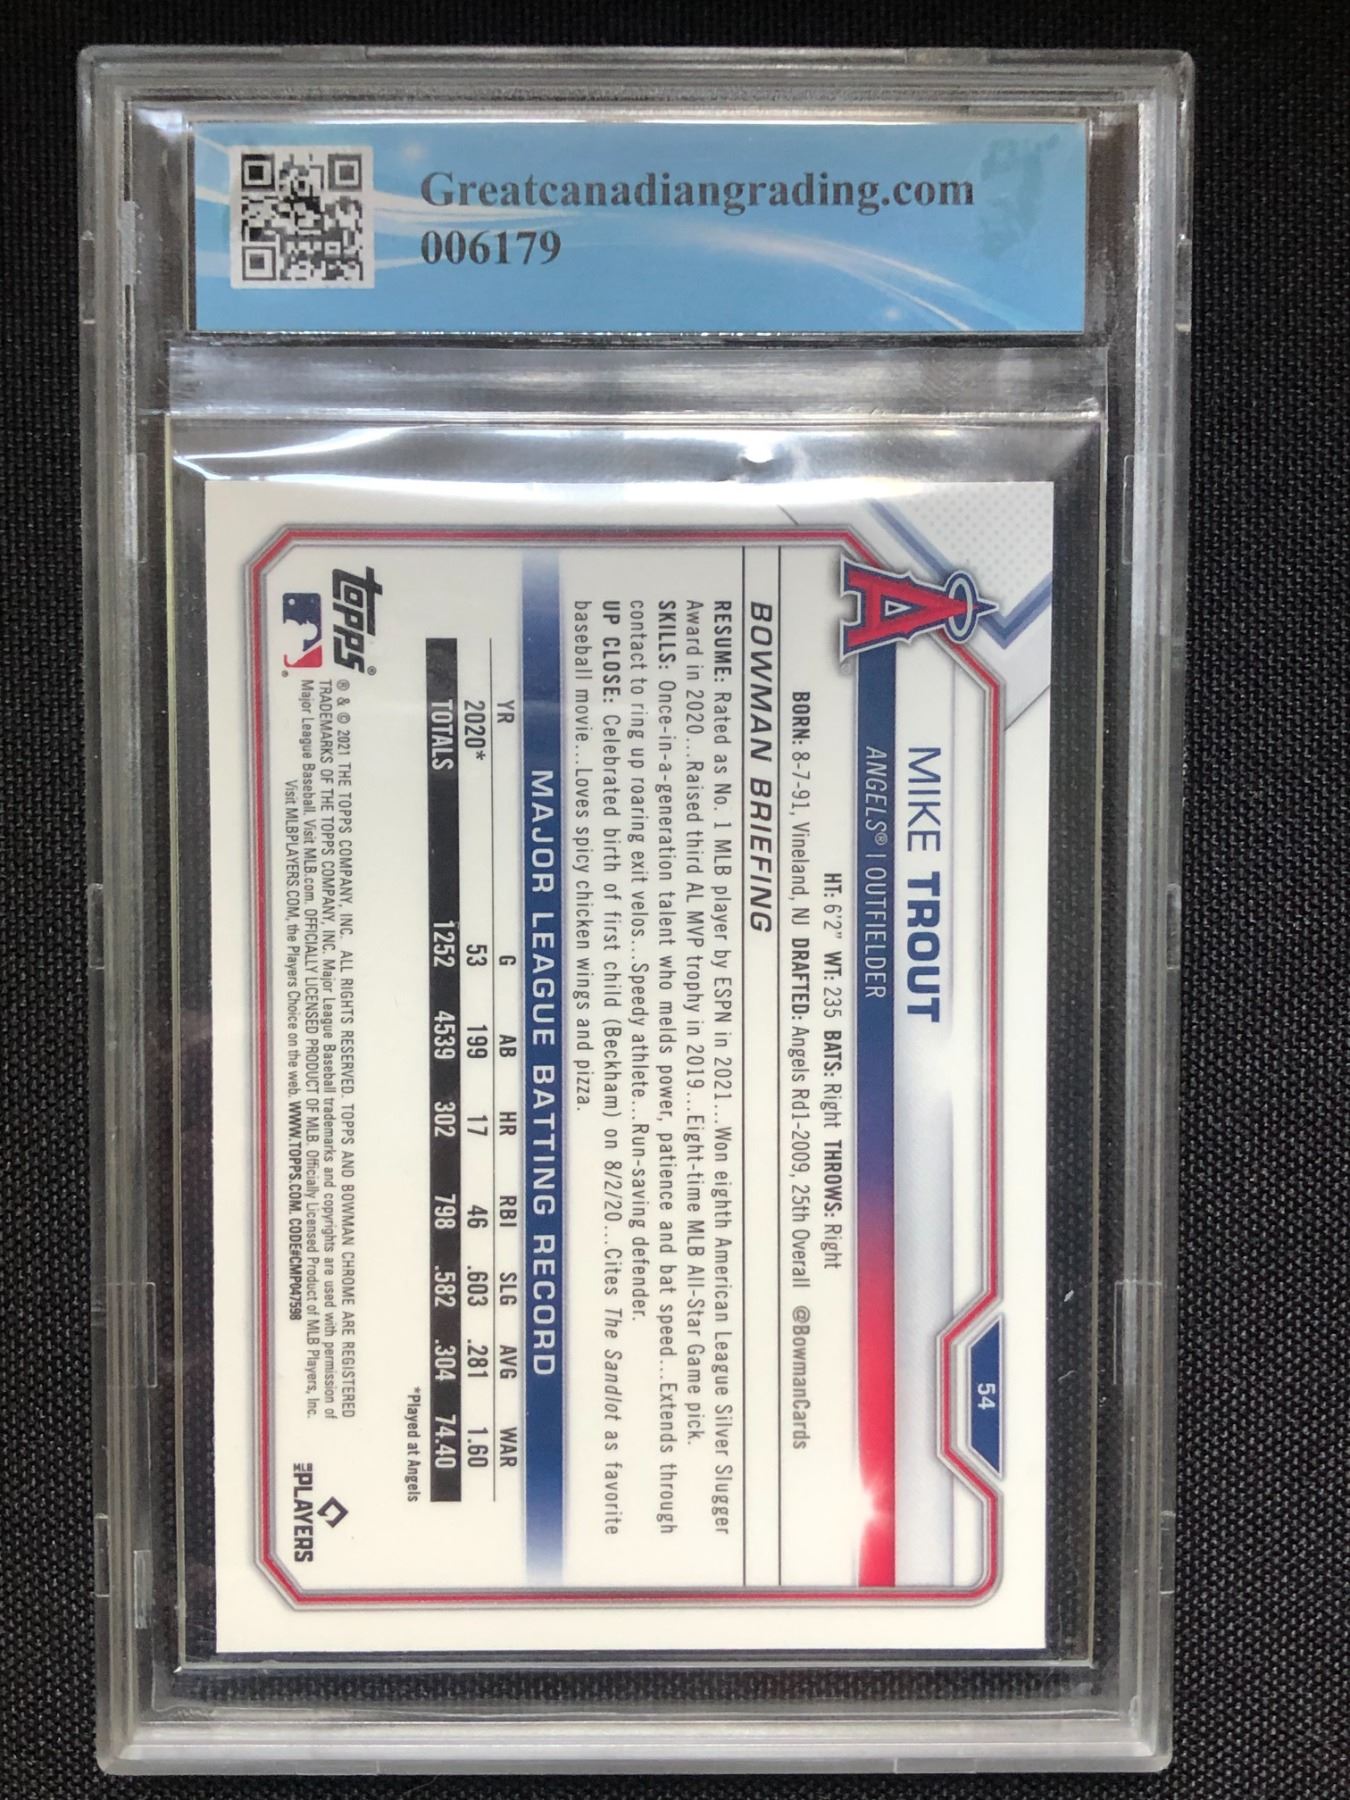 Greatcanadiangrading.com
006179
54
MIKE TROUT
ANGELS® | OUTFIELDER
A
HT: 6'2" WT: 235 BATS: Right THROWS: Right
BORN: 8-7-91, Vineland, NJ DRAFTED: Angels Rd1-2009, 25th Overall @BowmanCards
BOWMAN BRIEFING
RESUME: Rated as No. 1 MLB player by ESPN in 2021...Won eighth American League Silver Slugger
Award in 2020...Raised third AL MVP trophy in 2019...Eight-time MLB All-Star Game pick.
SKILLS: Once-in-a-generation talent who melds power, patience and bat speed...Extends through
contact to ring up roaring exit velos...Speedy athlete...Run-saving defender.
UP CLOSE: Celebrated birth of first child (Beckham) on 8/2/20...Cites The Sandlot as favorite
baseball movie...Loves spicy chicken wings and pizza.
MAJOR LEAGUE BATTING RECORD
YR G AB HR RBI SLG AVG WAR
2020* 53 199 17 46 .603 .281 1.60
TOTALS 1252 4539 302 798 .582 .304 74.40
*Played at Angels
topps®
® & © 2021 THE TOPPS COMPANY, INC. ALL RIGHTS RESERVED. TOPPS AND BOWMAN CHROME ARE REGISTERED
TRADEMARKS OF THE TOPPS COMPANY, INC. Major League Baseball trademarks and copyrights are used with permission of
Major League Baseball. Visit MLB.com. OFFICIALLY LICENSED PRODUCT OF MLB. Officially Licensed Product of MLB Players, Inc.
Visit MLBPLAYERS.COM, the Players Choice on the web. WWW.TOPPS.COM. CODE#CMP047598
MLB PLAYERS